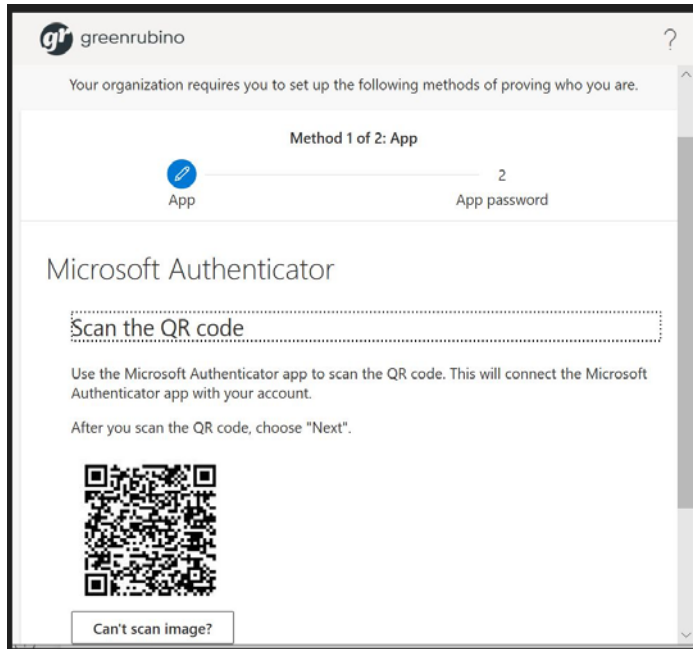 gr greenrubino
?
Your organization requires you to set up the following methods of proving who you are.
Method 1 of 2: App
2
App
App password
Microsoft Authenticator
Scan the QR code
Use the Microsoft Authenticator app to scan the QR code. This will connect the Microsoft
Authenticator app with your account.
After you scan the QR code, choose "Next".
Can't scan image?